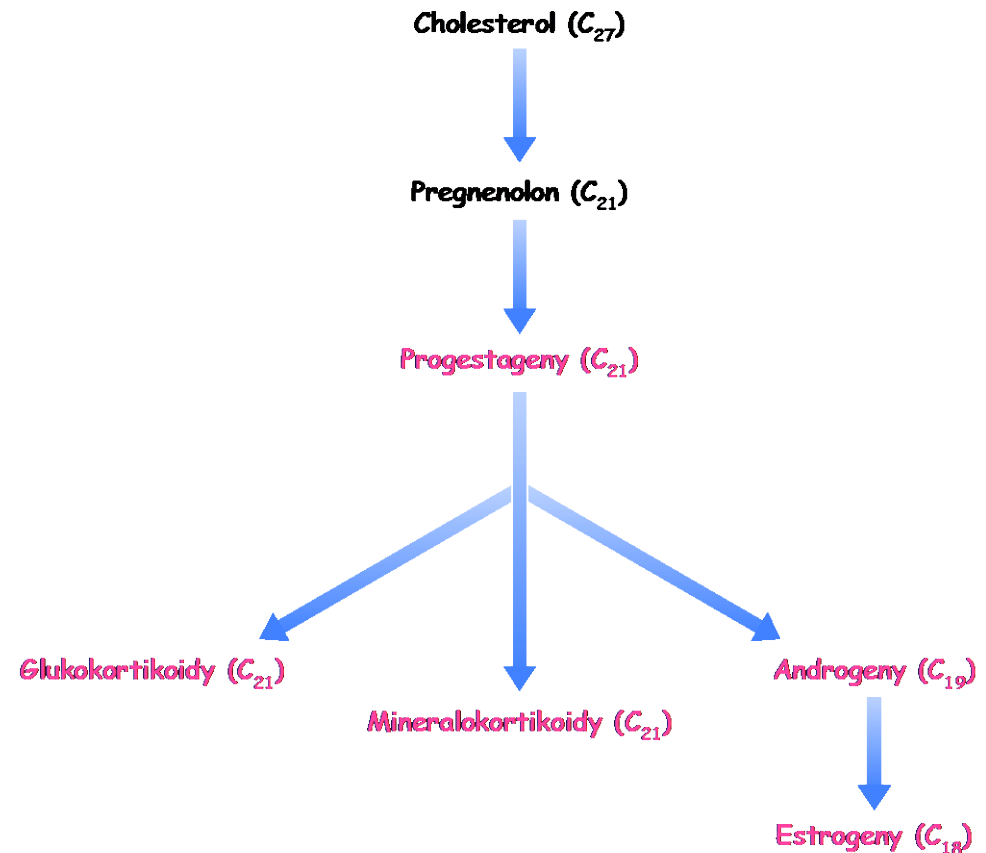 Cholesterol (C₂₇)
Pregnenolon (C₂₁)
Progestageny (C₂₁)
Glukokortikoidy (C₂₁)
Androgeny (C₁₉)
Mineralokortikoidy (C₂₁)
Estrogeny (C₁₈)